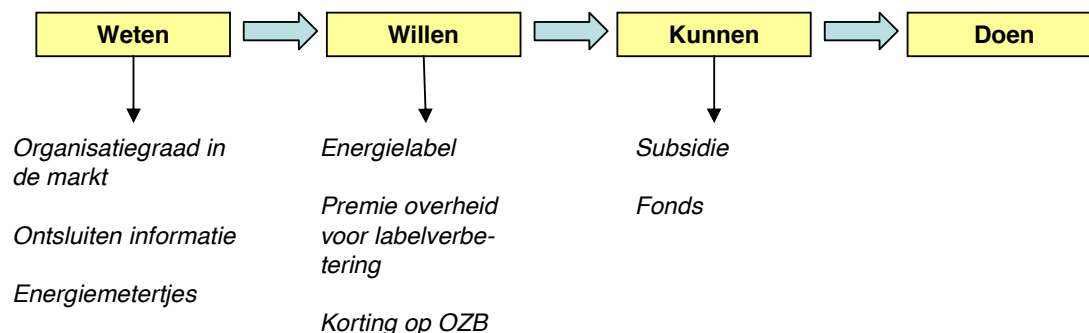 Weten
Willen
Kunnen
Doen
Organisatiegraad in
de markt
Ontsluiten informatie
Energiemetertjes
Energielabel
Premie overheid
voor labelverbe-
tering
Korting op OZB
Subsidie
Fonds